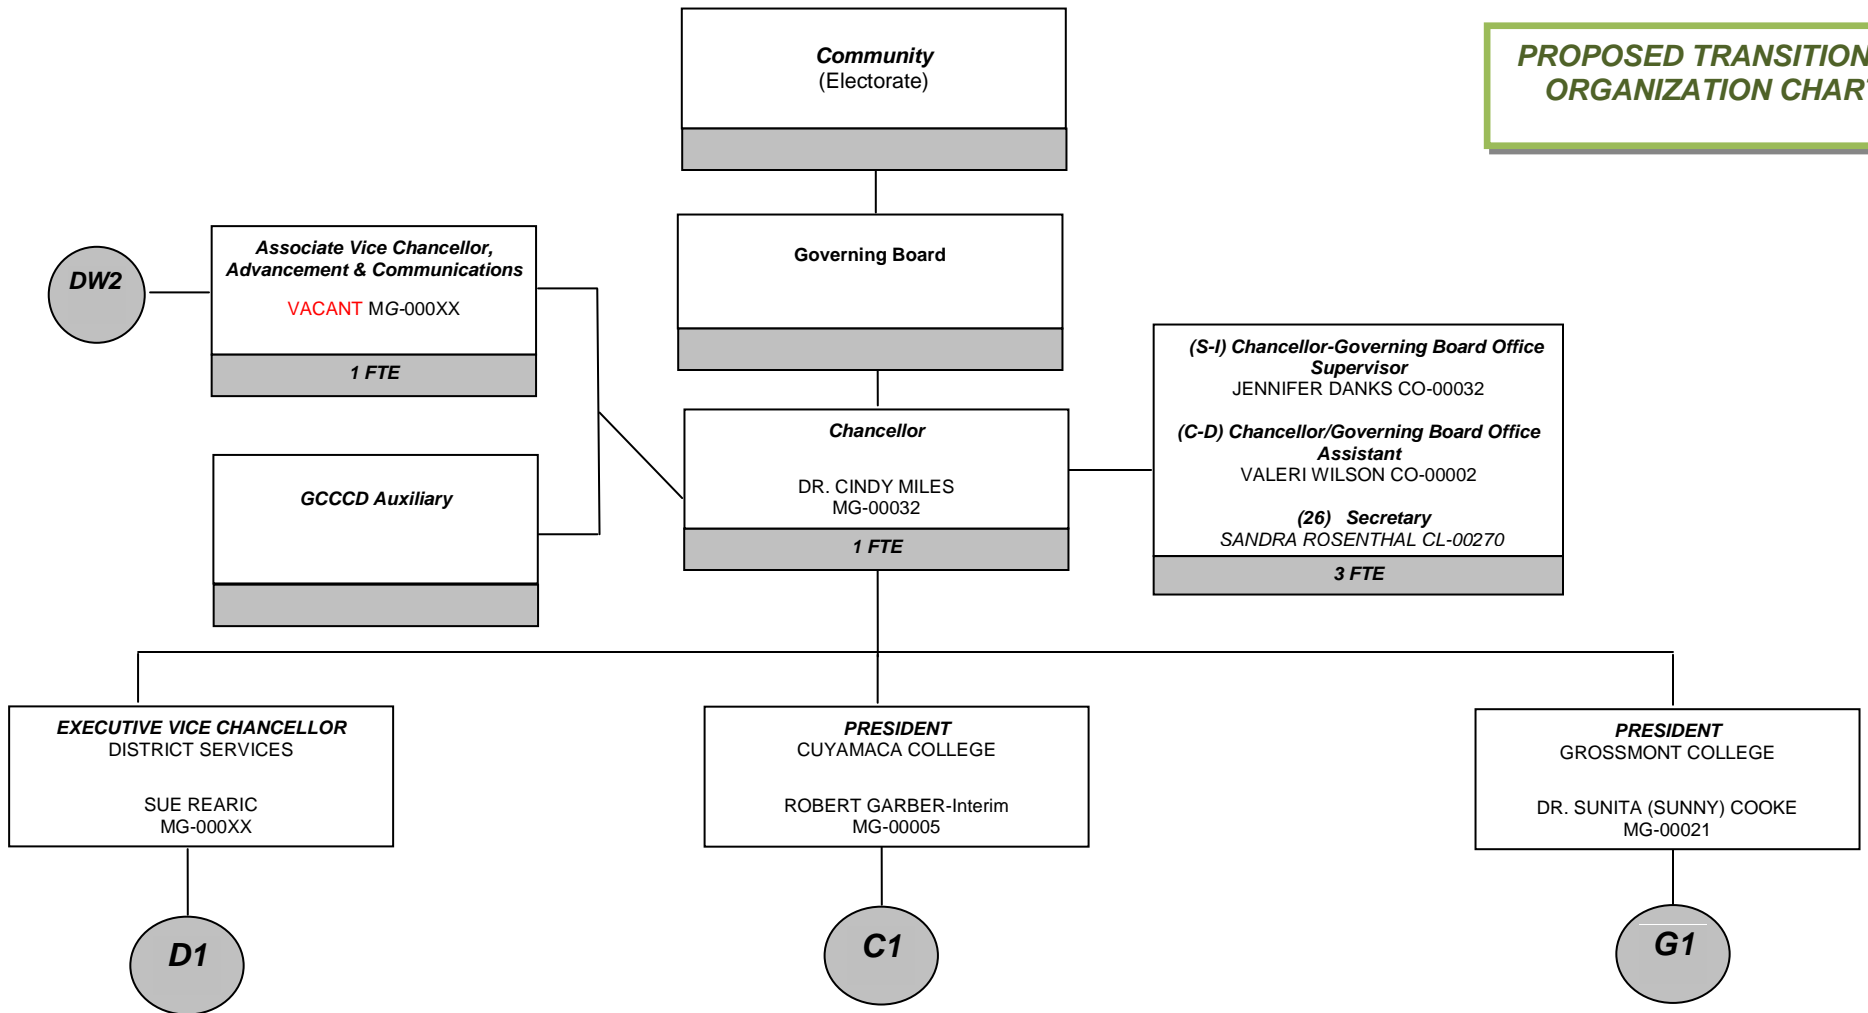 PROPOSED TRANSITION
ORGANIZATION CHAR
Community
(Electorate)
DW2
Associate Vice Chancellor,
Advancement & Communications
VACANT MG-000XX
1 FTE
Governing Board
GCCCD Auxiliary
Chancellor
DR. CINDY MILES
MG-00032
1 FTE
(S-I) Chancellor-Governing Board Office
Supervisor
JENNIFER DANKS CO-00032
(C-D) Chancellor/Governing Board Office
Assistant
VALERI WILSON CO-00002
(26) Secretary
SANDRA ROSENTHAL CL-00270
3 FTE
EXECUTIVE VICE CHANCELLOR
DISTRICT SERVICES
SUE REARIC
MG-000XX
D1
PRESIDENT
CUYAMACA COLLEGE
ROBERT GARBER-Interim
MG-00005
C1
PRESIDENT
GROSSMONT COLLEGE
DR. SUNITA (SUNNY) COOKE
MG-00021
G1